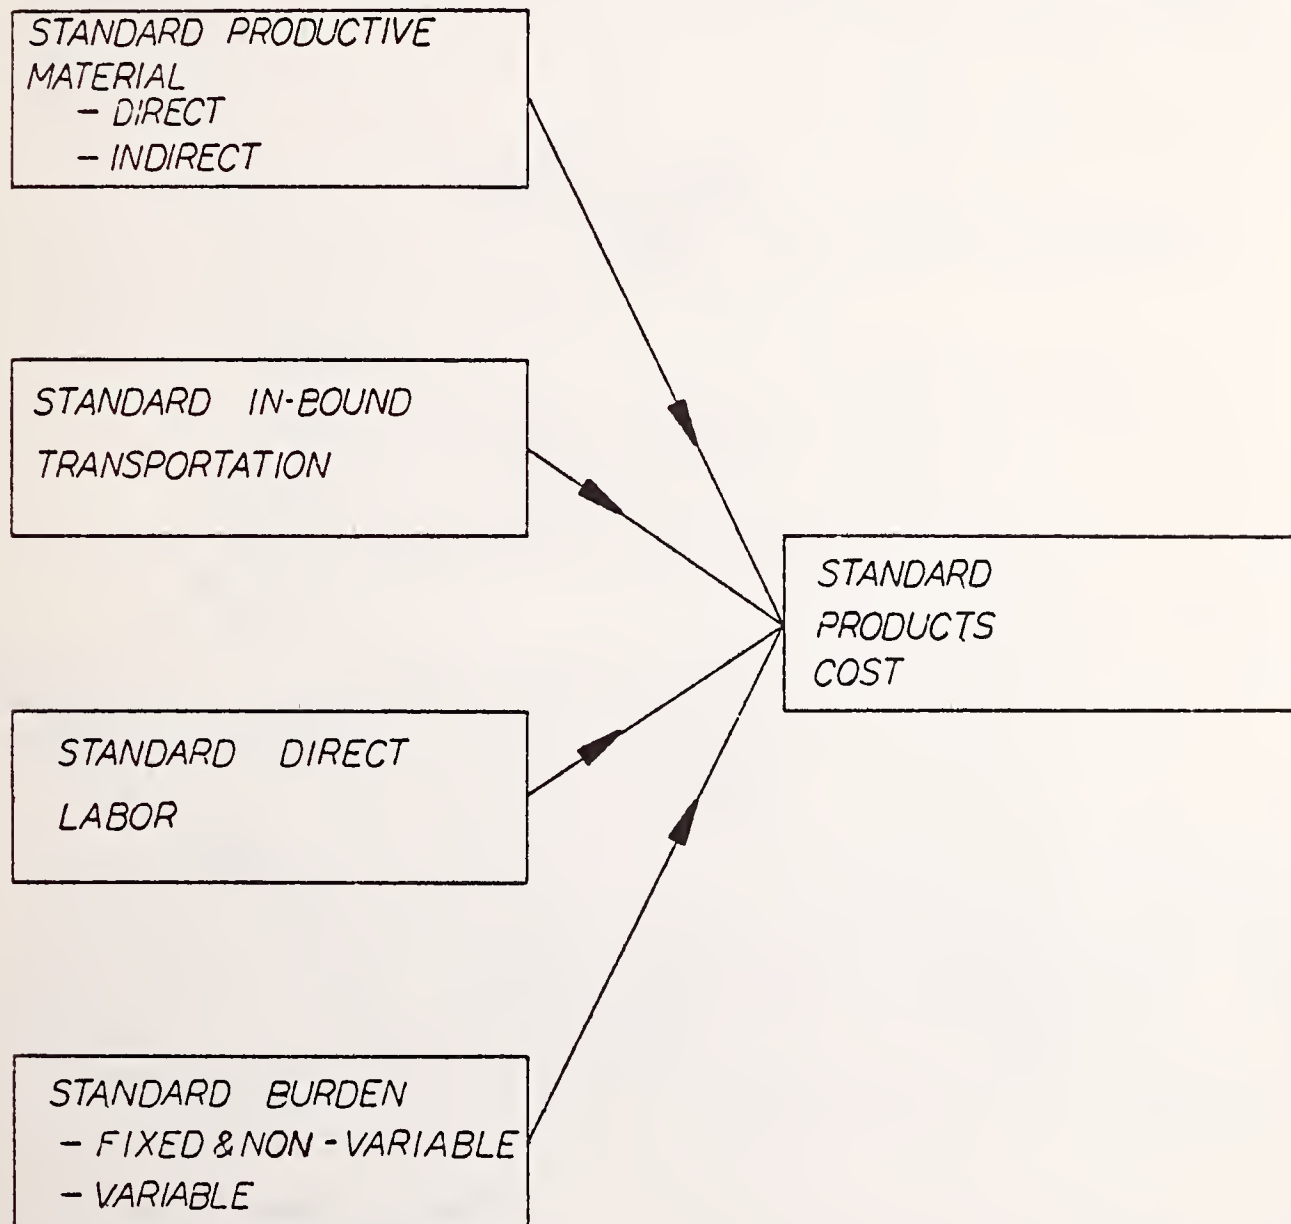 STANDARD PRODUCTIVE
MATERIAL
- DIRECT
- INDIRECT
STANDARD IN-BOUND
TRANSPORTATION
STANDARD
PRODUCTS
COST
STANDARD DIRECT
LABOR
STANDARD BURDEN
- FIXED & NON-VARIABLE
- VARIABLE